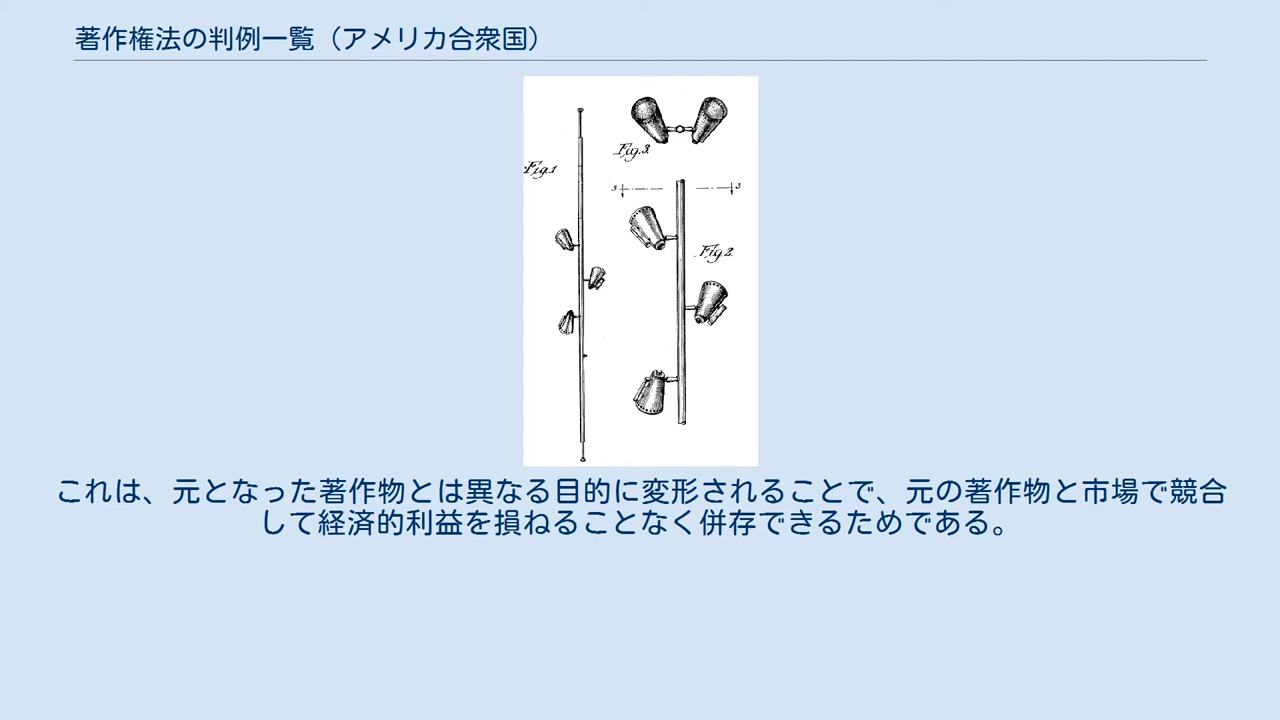 著作権法の判例一覧（アメリカ合衆国）
Fig.3.
Fig.1
3 3
Fig.2.
これは、元となった著作物とは異なる目的に変形されることで、元の著作物と市場で競合
して経済的利益を損ねることなく併存できるためである。